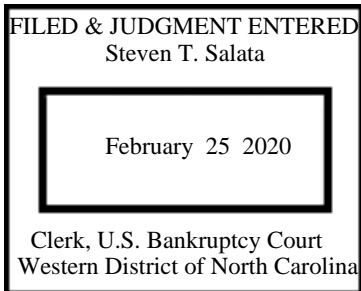 FILED & JUDGMENT ENTERED
Steven T. Salata
February 25 2020
Clerk, U.S. Bankruptcy Court
Western District of North Carolina